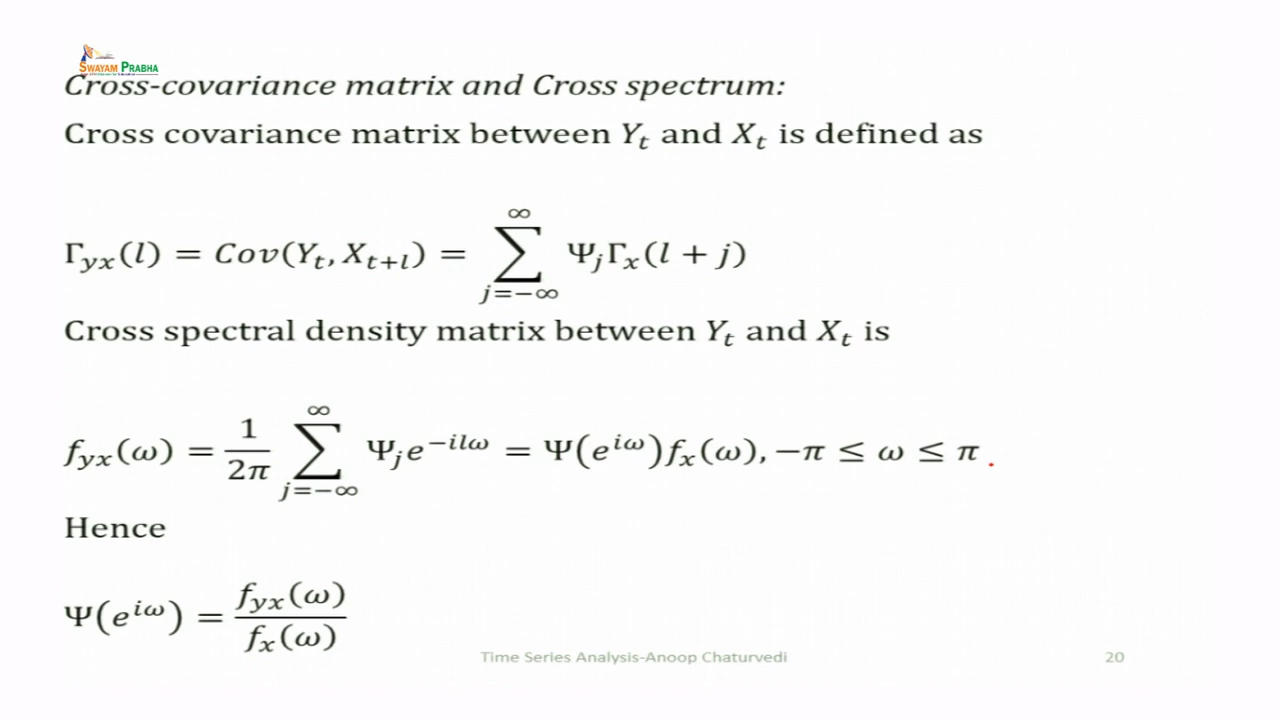 SWAYAM PRABHA
Cross-covariance matrix and Cross spectrum:
Cross covariance matrix between Y_t and X_t is defined as
Γ_yx(l) = Cov(Y_t, X_{t+l}) = ∑_{j=−∞}^{∞} Ψ_j Γ_x(l + j)
Cross spectral density matrix between Y_t and X_t is
f_yx(ω) = 1/2π ∑_{j=−∞}^{∞} Ψ_j e^{−ilω} = Ψ(e^{iω}) f_x(ω), −π ≤ ω ≤ π .
Hence
Ψ(e^{iω}) = f_yx(ω) / f_x(ω)
Time Series Analysis-Anoop Chaturvedi 20